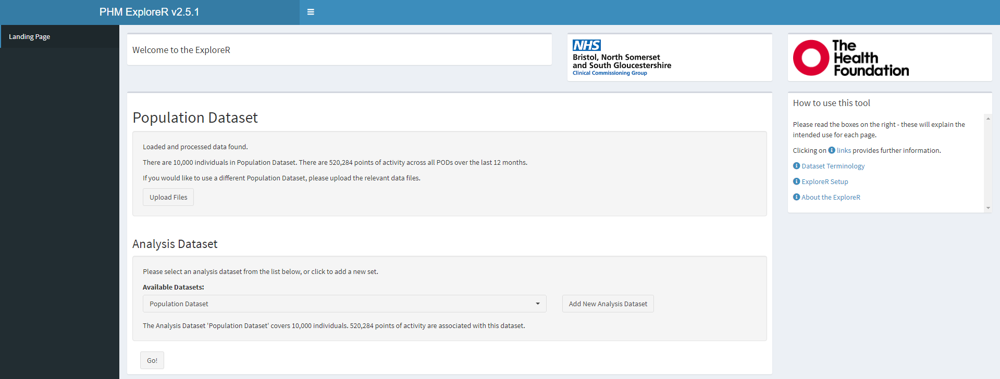 PHM ExploreR v2.5.1
Landing Page
Welcome to the ExploreR
NHS
Bristol, North Somerset
and South Gloucestershire
Clinical Commissioning Group
The
Health
Foundation
Population Dataset
Loaded and processed data found.
There are 10,000 individuals in Population Dataset. There are 520,284 points of activity across all PODs over the last 12 months.
If you would like to use a different Population Dataset, please upload the relevant data files.
Upload Files
Analysis Dataset
Please select an analysis dataset from the list below, or click to add a new set.
Available Datasets:
Population Dataset
Add New Analysis Dataset
The Analysis Dataset 'Population Dataset' covers 10,000 individuals. 520,284 points of activity are associated with this dataset.
Go!
How to use this tool
Please read the boxes on the right - these will explain the
intended use for each page.
Clicking on links provides further information.
Dataset Terminology
ExploreR Setup
About the ExploreR